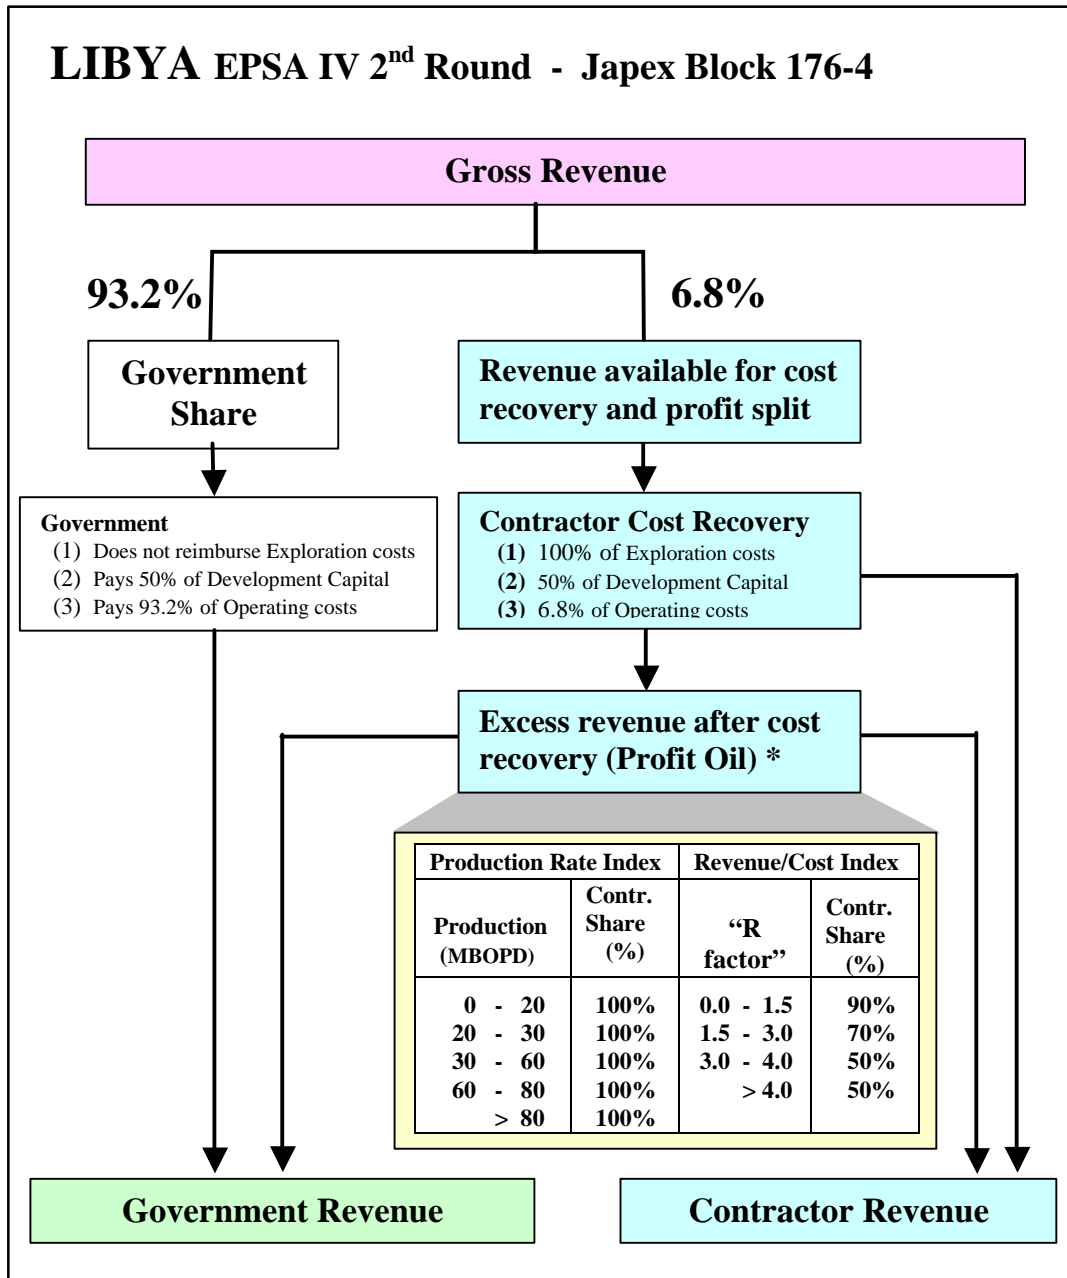 LIBYA EPSA IV 2nd Round - Japex Block 176-4
Gross Revenue
93.2%
6.8%
Government
Share
Revenue available for cost
recovery and profit split
Government
(1) Does not reimburse Exploration costs
(2) Pays 50% of Development Capital
(3) Pays 93.2% of Operating costs
Contractor Cost Recovery
(1) 100% of Exploration costs
(2) 50% of Development Capital
(3) 6.8% of Operating costs
Excess revenue after cost
recovery (Profit Oil) *
Production Rate Index Revenue/Cost Index
Production
(MBOPD)
Contr.
Share
(%)
“R
factor”
Contr.
Share
(%)
0 - 20 100% 0.0 - 1.5 90%
20 - 30 100% 1.5 - 3.0 70%
30 - 60 100% 3.0 - 4.0 50%
60 - 80 100% > 4.0 50%
> 80 100%
Government Revenue
Contractor Revenue